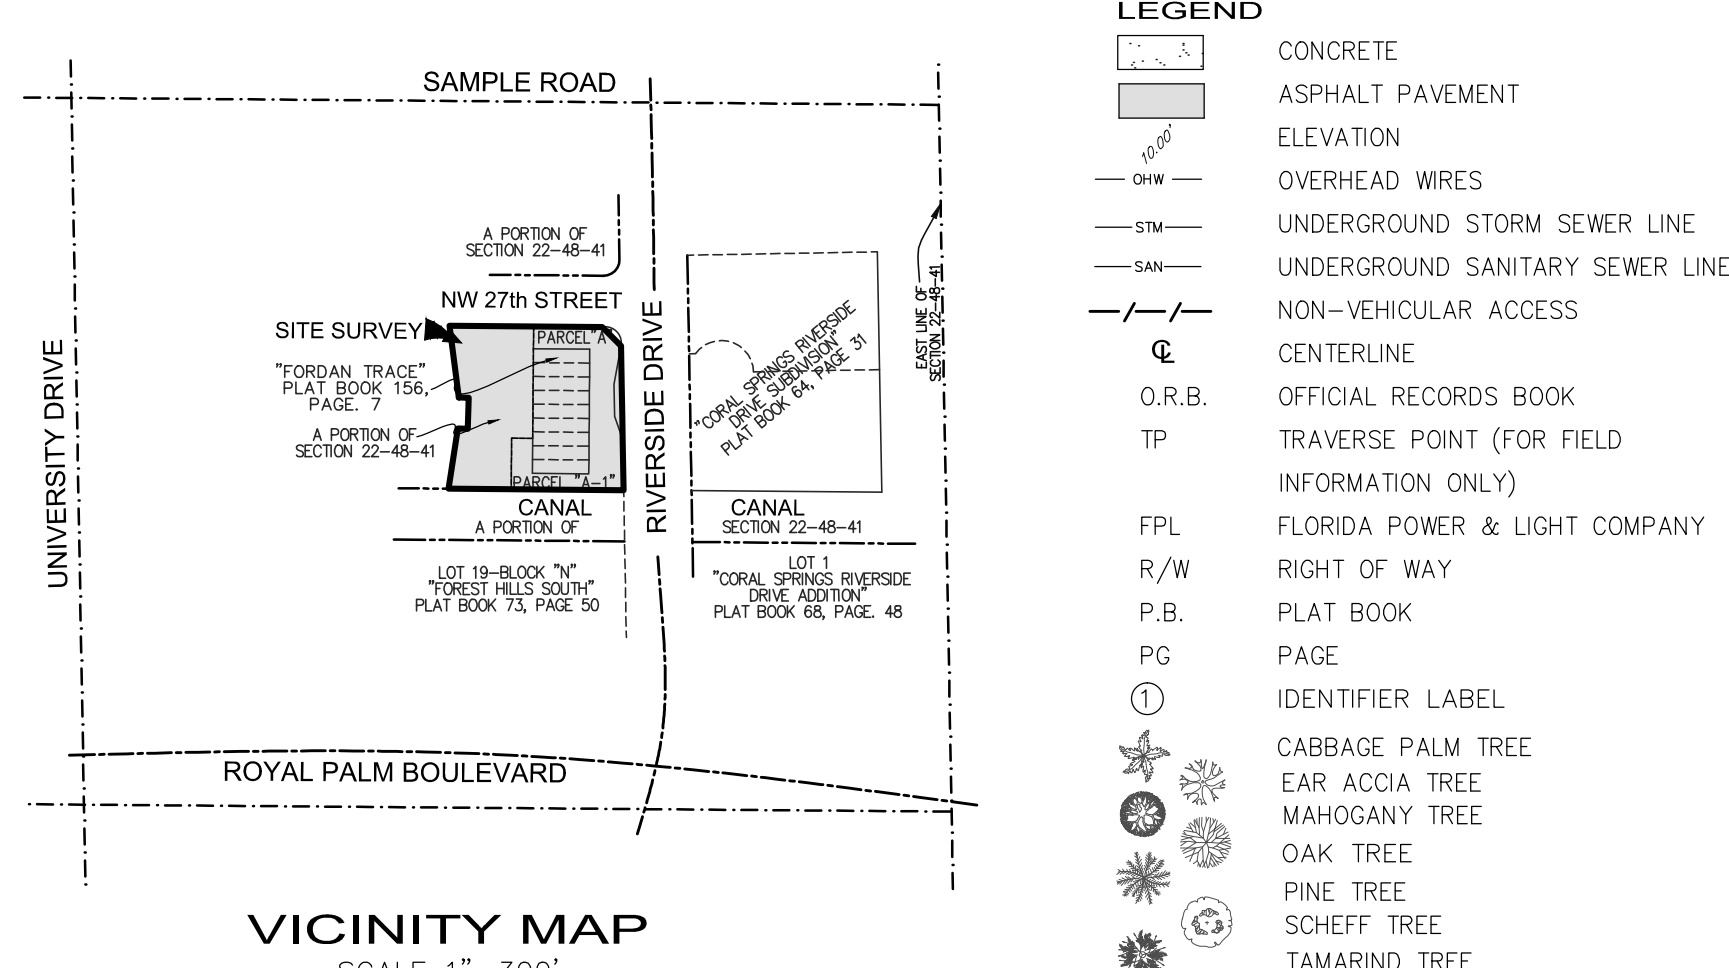 SAMPLE ROAD
A PORTION OF
SECTION 22-48-41
NW 27th STREET
SITE SURVEY
"FORDAN TRACE"
PLAT BOOK 156,
PAGE. 7
A PORTION OF
SECTION 22-48-41
PARCEL "A"
PARCEL "A-1"
UNIVERSITY DRIVE
RIVERSIDE DRIVE
"CORAL SPRINGS RIVERSIDE
DRIVE SUBDIVISION"
PLAT BOOK 64, PAGE 31
EAST LINE OF
SECTION 22-48-41
CANAL
A PORTION OF
CANAL
SECTION 22-48-41
LOT 19-BLOCK "N"
"FOREST HILLS SOUTH"
PLAT BOOK 73, PAGE 50
LOT 1
"CORAL SPRINGS RIVERSIDE
DRIVE ADDITION"
PLAT BOOK 68, PAGE. 48
ROYAL PALM BOULEVARD
VICINITY MAP
LEGEND
CONCRETE
ASPHALT PAVEMENT
10.00' ELEVATION
OHW OVERHEAD WIRES
STM UNDERGROUND STORM SEWER LINE
SAN UNDERGROUND SANITARY SEWER LINE
NON-VEHICULAR ACCESS
℄ CENTERLINE
O.R.B. OFFICIAL RECORDS BOOK
TP TRAVERSE POINT (FOR FIELD
INFORMATION ONLY)
FPL FLORIDA POWER & LIGHT COMPANY
R/W RIGHT OF WAY
P.B. PLAT BOOK
PG PAGE
1 IDENTIFIER LABEL
CABBAGE PALM TREE
EAR ACCIA TREE
MAHOGANY TREE
OAK TREE
PINE TREE
SCHEFF TREE
TAMARIND TREE